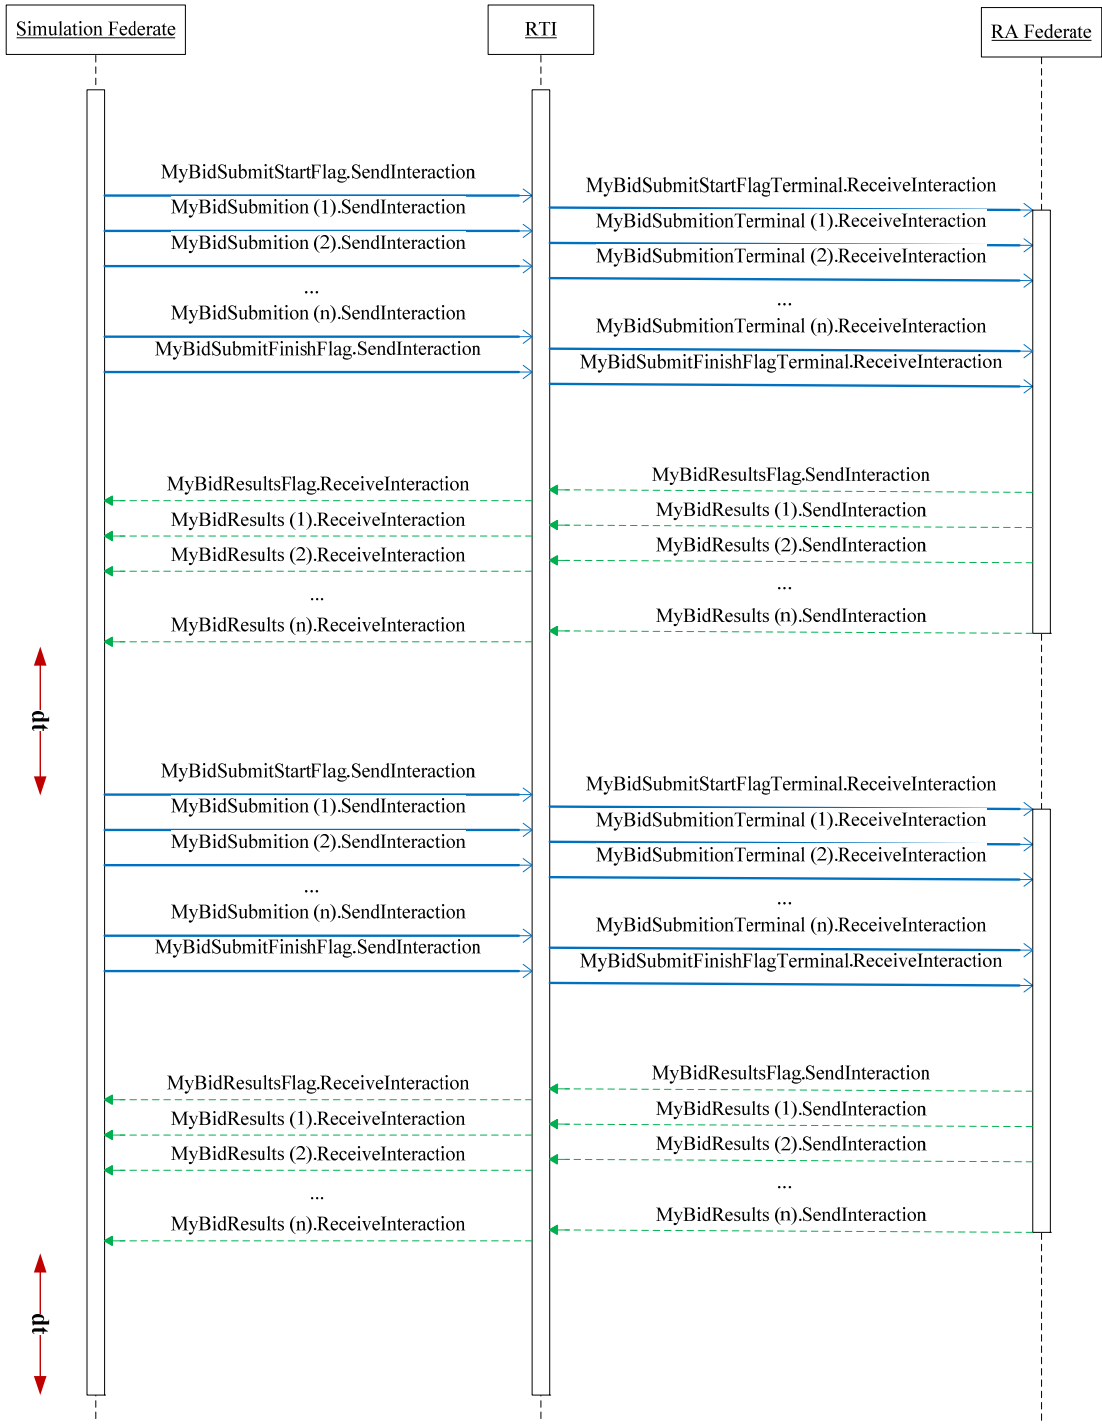 Simulation Federate
RTI
RA Federate
MyBidSubmitStartFlag.SendInteraction
MyBidSubmitStartFlagTerminal.ReceiveInteraction
MyBidSubmition (1).SendInteraction
MyBidSubmitionTerminal (1).ReceiveInteraction
MyBidSubmition (2).SendInteraction
MyBidSubmitionTerminal (2).ReceiveInteraction
...
...
MyBidSubmition (n).SendInteraction
MyBidSubmitionTerminal (n).ReceiveInteraction
MyBidSubmitFinishFlag.SendInteraction
MyBidSubmitFinishFlagTerminal.ReceiveInteraction
MyBidResultsFlag.SendInteraction
MyBidResultsFlag.ReceiveInteraction
MyBidResults (1).SendInteraction
MyBidResults (1).ReceiveInteraction
MyBidResults (2).SendInteraction
MyBidResults (2).ReceiveInteraction
...
...
MyBidResults (n).SendInteraction
MyBidResults (n).ReceiveInteraction
dt
MyBidSubmitStartFlag.SendInteraction
MyBidSubmitStartFlagTerminal.ReceiveInteraction
MyBidSubmition (1).SendInteraction
MyBidSubmitionTerminal (1).ReceiveInteraction
MyBidSubmition (2).SendInteraction
MyBidSubmitionTerminal (2).ReceiveInteraction
...
...
MyBidSubmition (n).SendInteraction
MyBidSubmitionTerminal (n).ReceiveInteraction
MyBidSubmitFinishFlag.SendInteraction
MyBidSubmitFinishFlagTerminal.ReceiveInteraction
MyBidResultsFlag.SendInteraction
MyBidResultsFlag.ReceiveInteraction
MyBidResults (1).SendInteraction
MyBidResults (1).ReceiveInteraction
MyBidResults (2).SendInteraction
MyBidResults (2).ReceiveInteraction
...
...
MyBidResults (n).SendInteraction
MyBidResults (n).ReceiveInteraction
dt